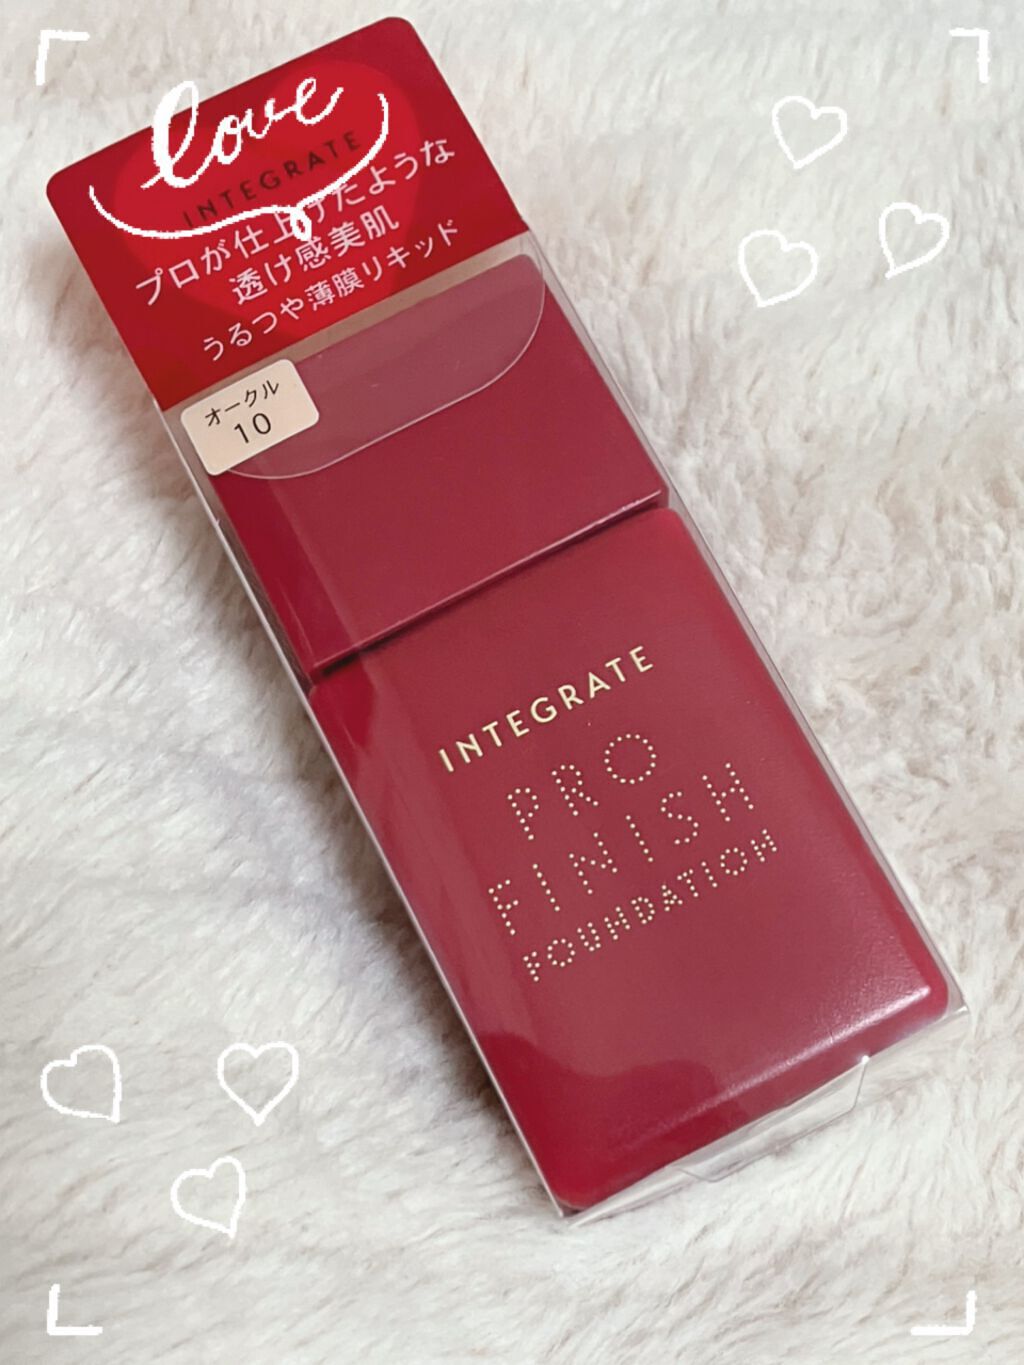 love
INTEGRATE
プロが仕上げたような
透け感美肌
うるつや薄膜リキッド
オークル
10
INTEGRATE
PRO
FINISH
FOUNDATION